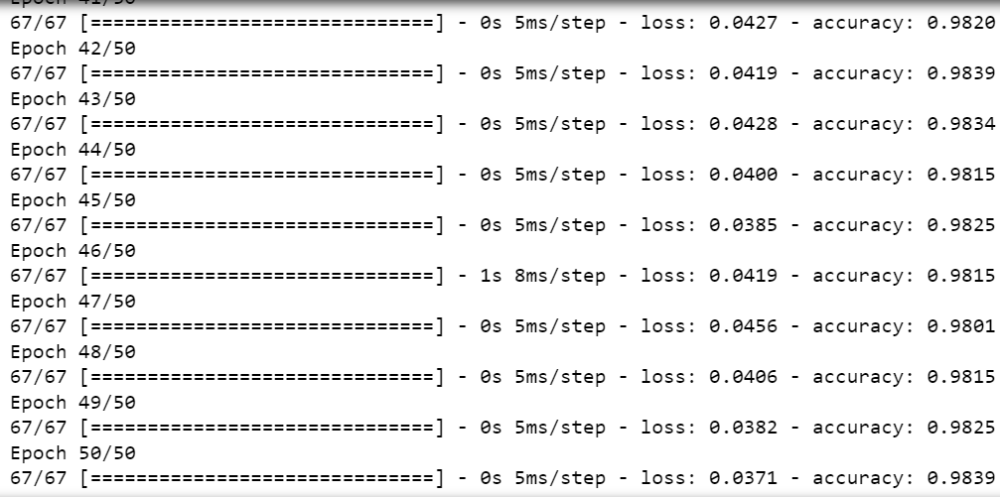 Epoch 41/50
67/67 [==============================] - 0s 5ms/step - loss: 0.0427 - accuracy: 0.9820
Epoch 42/50
67/67 [==============================] - 0s 5ms/step - loss: 0.0419 - accuracy: 0.9839
Epoch 43/50
67/67 [==============================] - 0s 5ms/step - loss: 0.0428 - accuracy: 0.9834
Epoch 44/50
67/67 [==============================] - 0s 5ms/step - loss: 0.0400 - accuracy: 0.9815
Epoch 45/50
67/67 [==============================] - 0s 5ms/step - loss: 0.0385 - accuracy: 0.9825
Epoch 46/50
67/67 [==============================] - 1s 8ms/step - loss: 0.0419 - accuracy: 0.9815
Epoch 47/50
67/67 [==============================] - 0s 5ms/step - loss: 0.0456 - accuracy: 0.9801
Epoch 48/50
67/67 [==============================] - 0s 5ms/step - loss: 0.0406 - accuracy: 0.9815
Epoch 49/50
67/67 [==============================] - 0s 5ms/step - loss: 0.0382 - accuracy: 0.9825
Epoch 50/50
67/67 [==============================] - 0s 5ms/step - loss: 0.0371 - accuracy: 0.9839